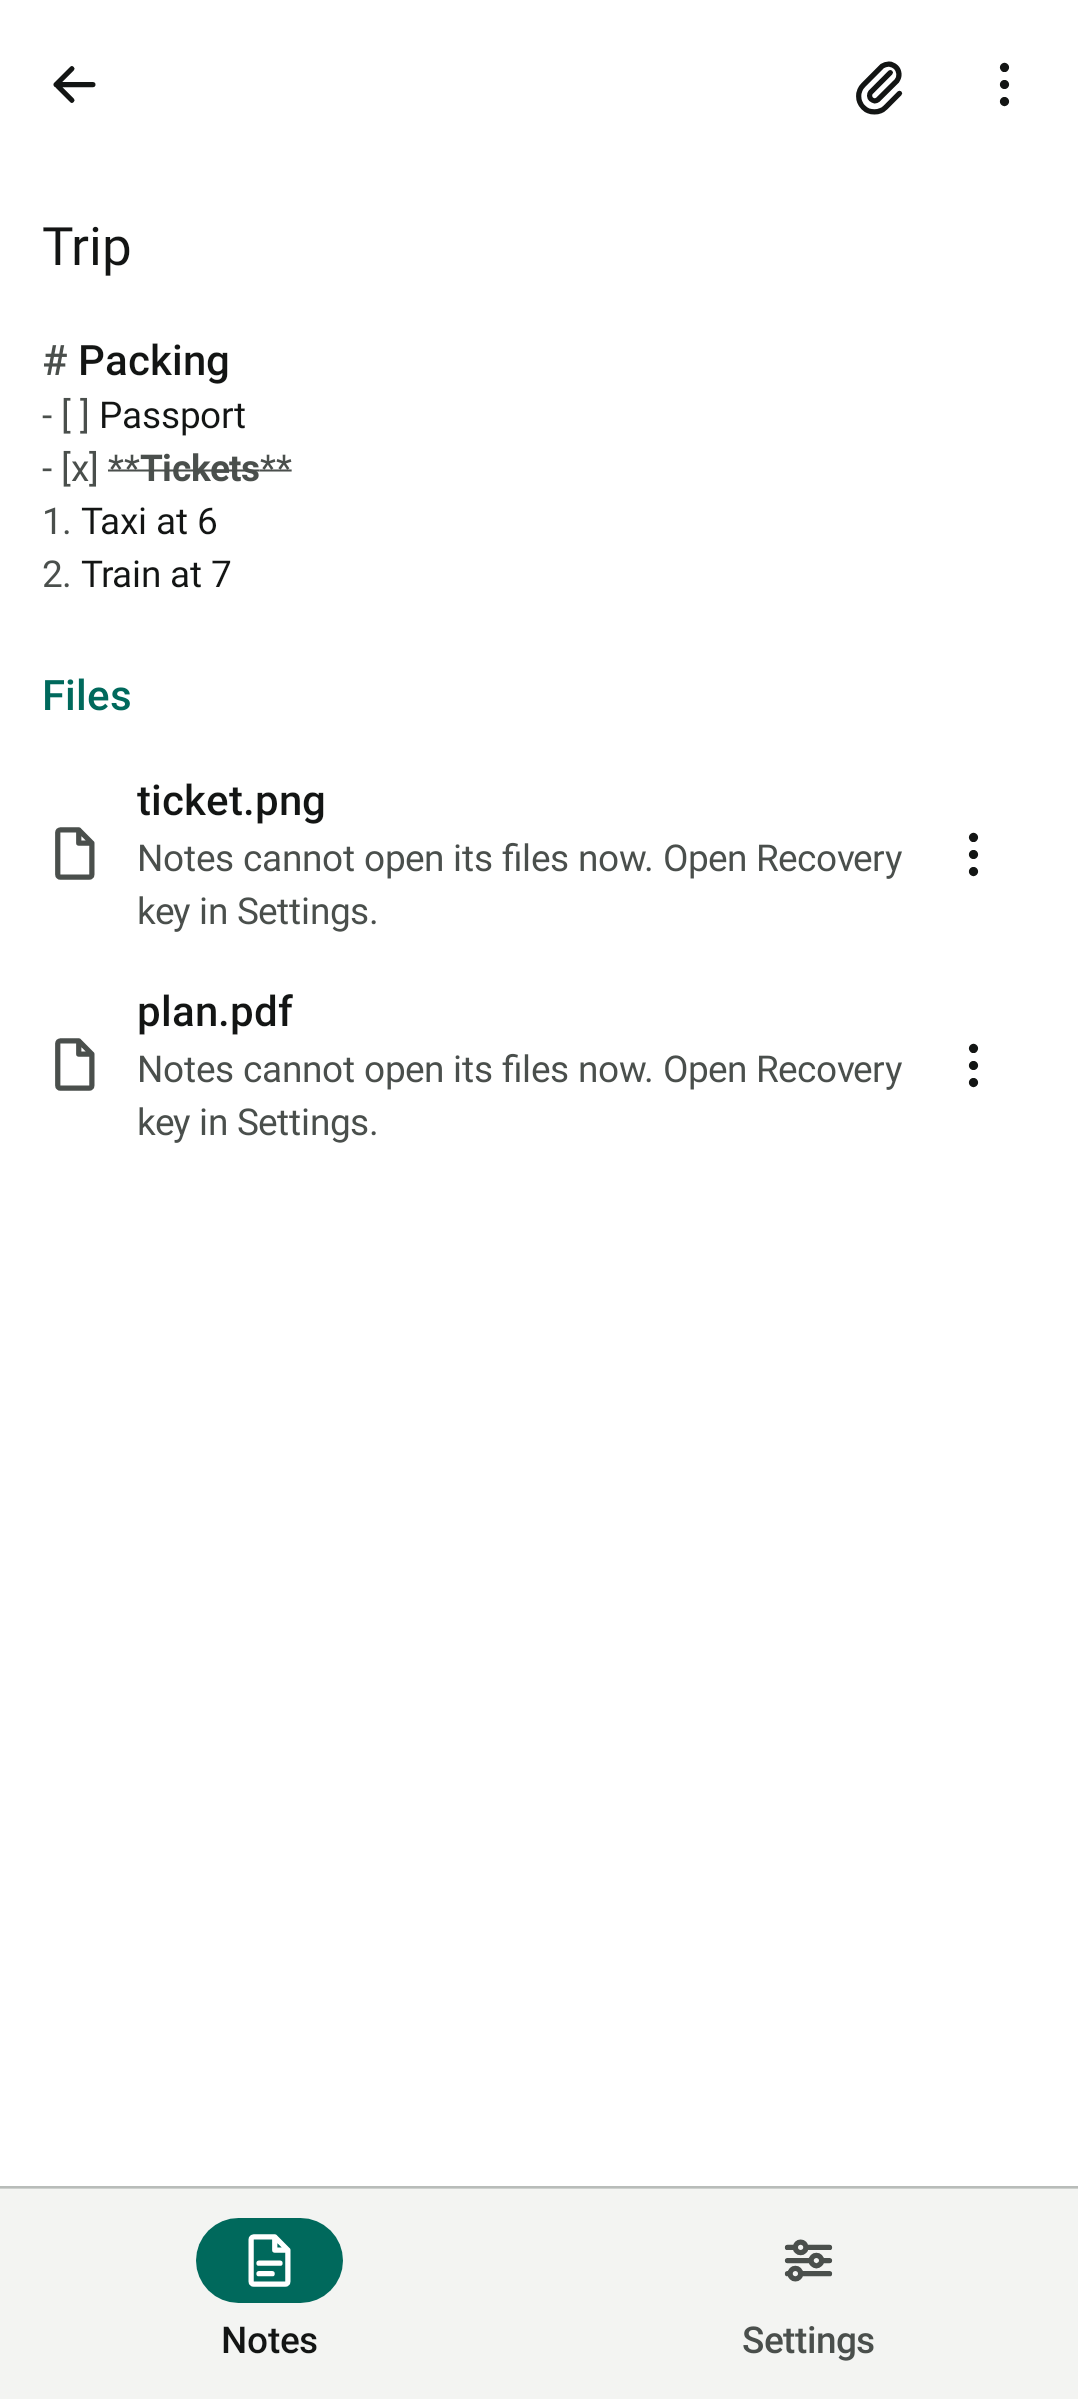 Trip
# Packing
- [ ] Passport
- [x] **Tickets**
1. Taxi at 6
2. Train at 7
Files
ticket.png
Notes cannot open its files now. Open Recovery
key in Settings.
plan.pdf
Notes cannot open its files now. Open Recovery
key in Settings.
Notes
Settings